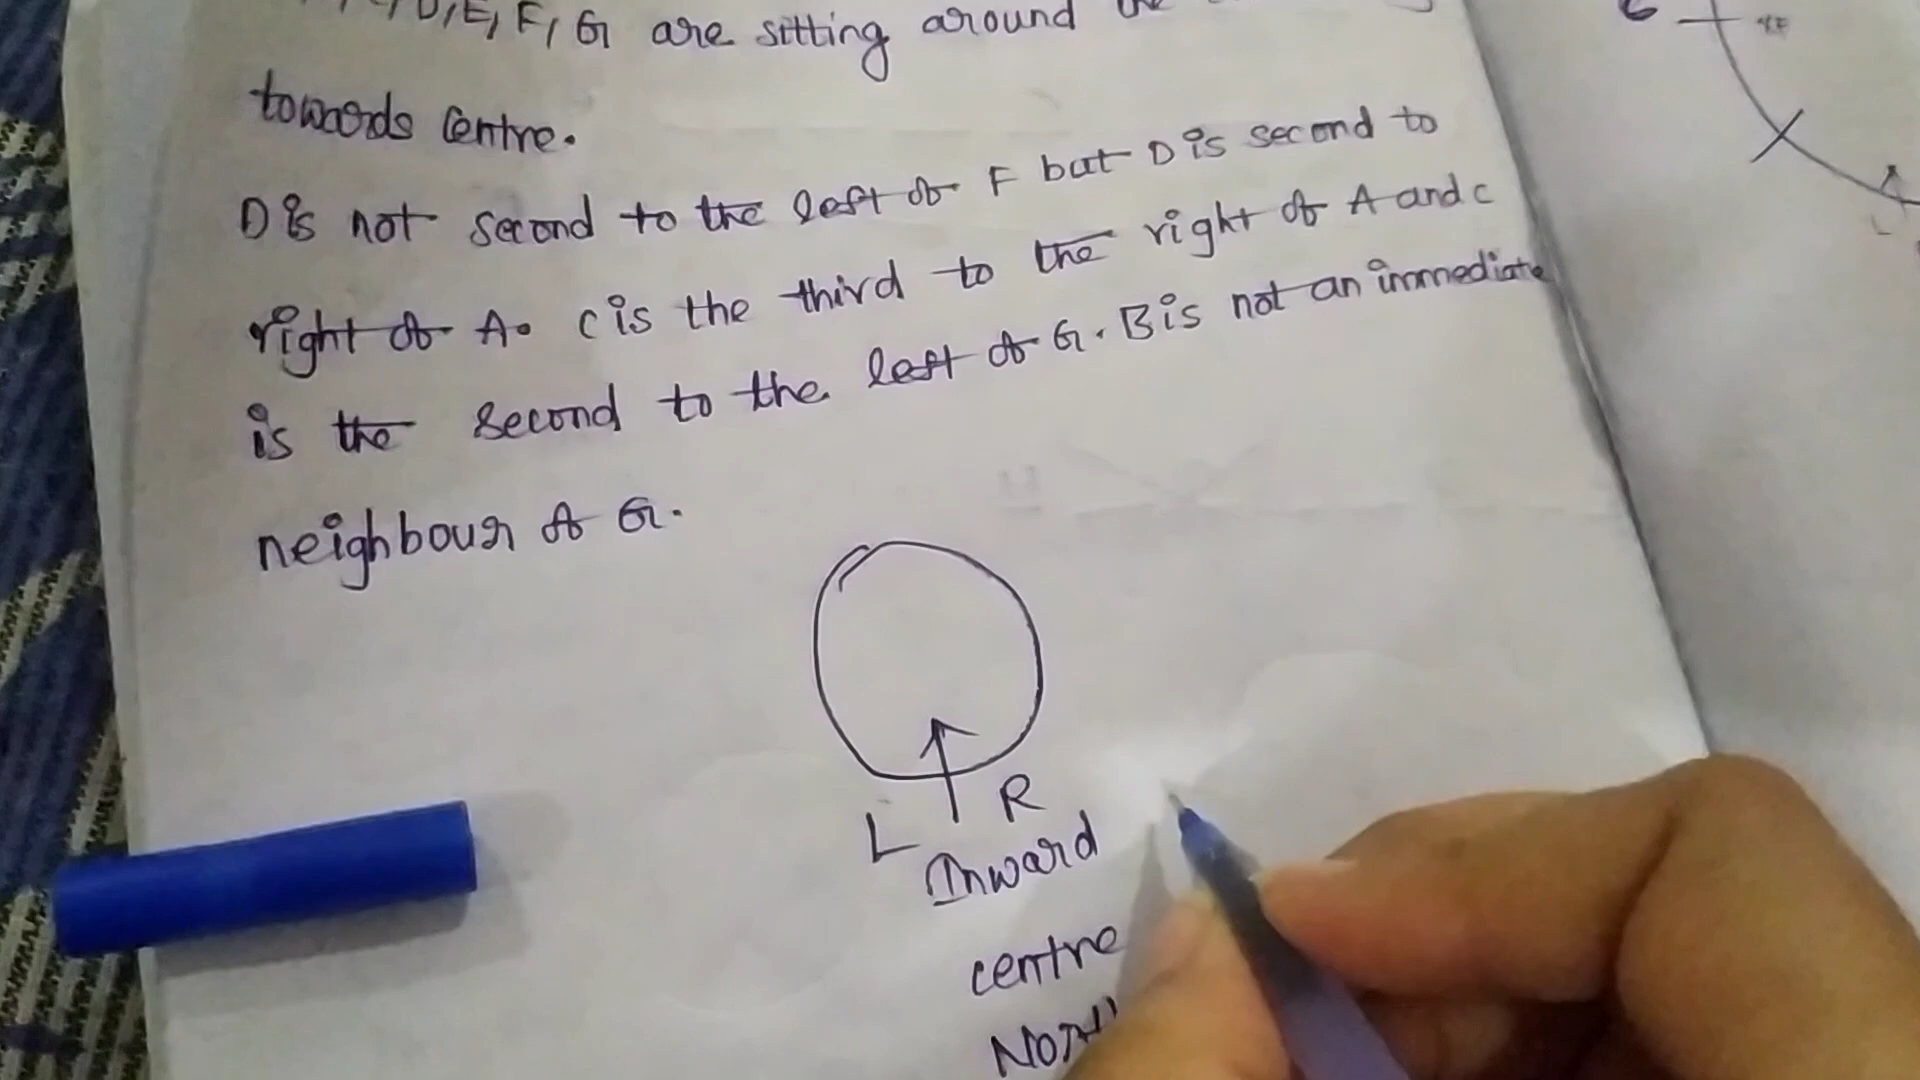 D, E, F, G are sitting around
towards Centre.
D is not second to the left of F but D is second to
right of A. C is the third to the right of A and C
is the second to the left of G. B is not an immediate
neighbour of G.
L R
Inward
centre